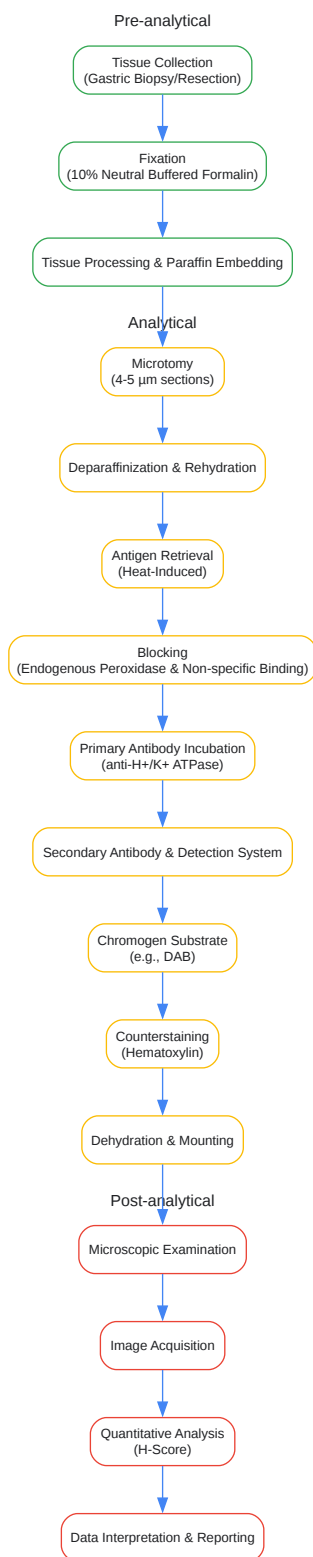 Pre-analytical
Tissue Collection
(Gastric Biopsy/Resection)
Fixation
(10% Neutral Buffered Formalin)
Tissue Processing & Paraffin Embedding
Analytical
Microtomy
(4-5 µm sections)
Deparaffinization & Rehydration
Antigen Retrieval
(Heat-Induced)
Blocking
(Endogenous Peroxidase & Non-specific Binding)
Primary Antibody Incubation
(anti-H+/K+ ATPase)
Secondary Antibody & Detection System
Chromogen Substrate
(e.g., DAB)
Counterstaining
(Hematoxylin)
Dehydration & Mounting
Post-analytical
Microscopic Examination
Image Acquisition
Quantitative Analysis
(H-Score)
Data Interpretation & Reporting